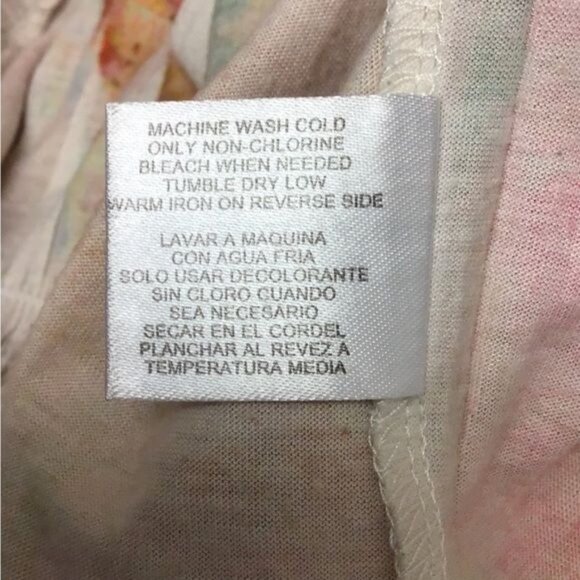 MACHINE WASH COLD
ONLY NON-CHLORINE
BLEACH WHEN NEEDED
TUMBLE DRY LOW
WARM IRON ON REVERSE SIDE
LAVAR A MAQUINA
CON AGUA FRIA
SOLO USAR DECOLORANTE
SIN CLORO CUANDO
SEA NECESARIO
SECAR EN EL CORDEL
PLANCHAR AL REVEZ A
TEMPERATURA MEDIA